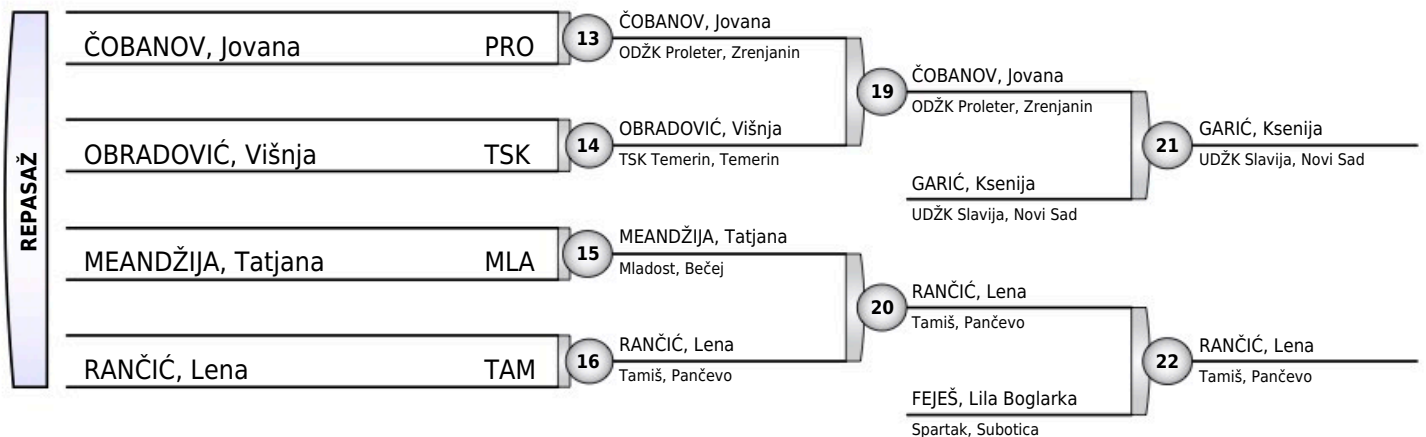 REPASAŽ
ČOBANOV, Jovana PRO
OBRADOVIĆ, Višnja TSK
MEANDŽIJA, Tatjana MLA
RANČIĆ, Lena TAM
13
ČOBANOV, Jovana
ODŽK Proleter, Zrenjanin
14
OBRADOVIĆ, Višnja
TSK Temerin, Temerin
15
MEANDŽIJA, Tatjana
Mladost, Bečej
16
RANČIĆ, Lena
Tamiš, Pančevo
19
ČOBANOV, Jovana
ODŽK Proleter, Zrenjanin
GARIĆ, Ksenija
UDŽK Slavija, Novi Sad
20
RANČIĆ, Lena
Tamiš, Pančevo
FEJEŠ, Lila Boglarka
Spartak, Subotica
21
GARIĆ, Ksenija
UDŽK Slavija, Novi Sad
22
RANČIĆ, Lena
Tamiš, Pančevo